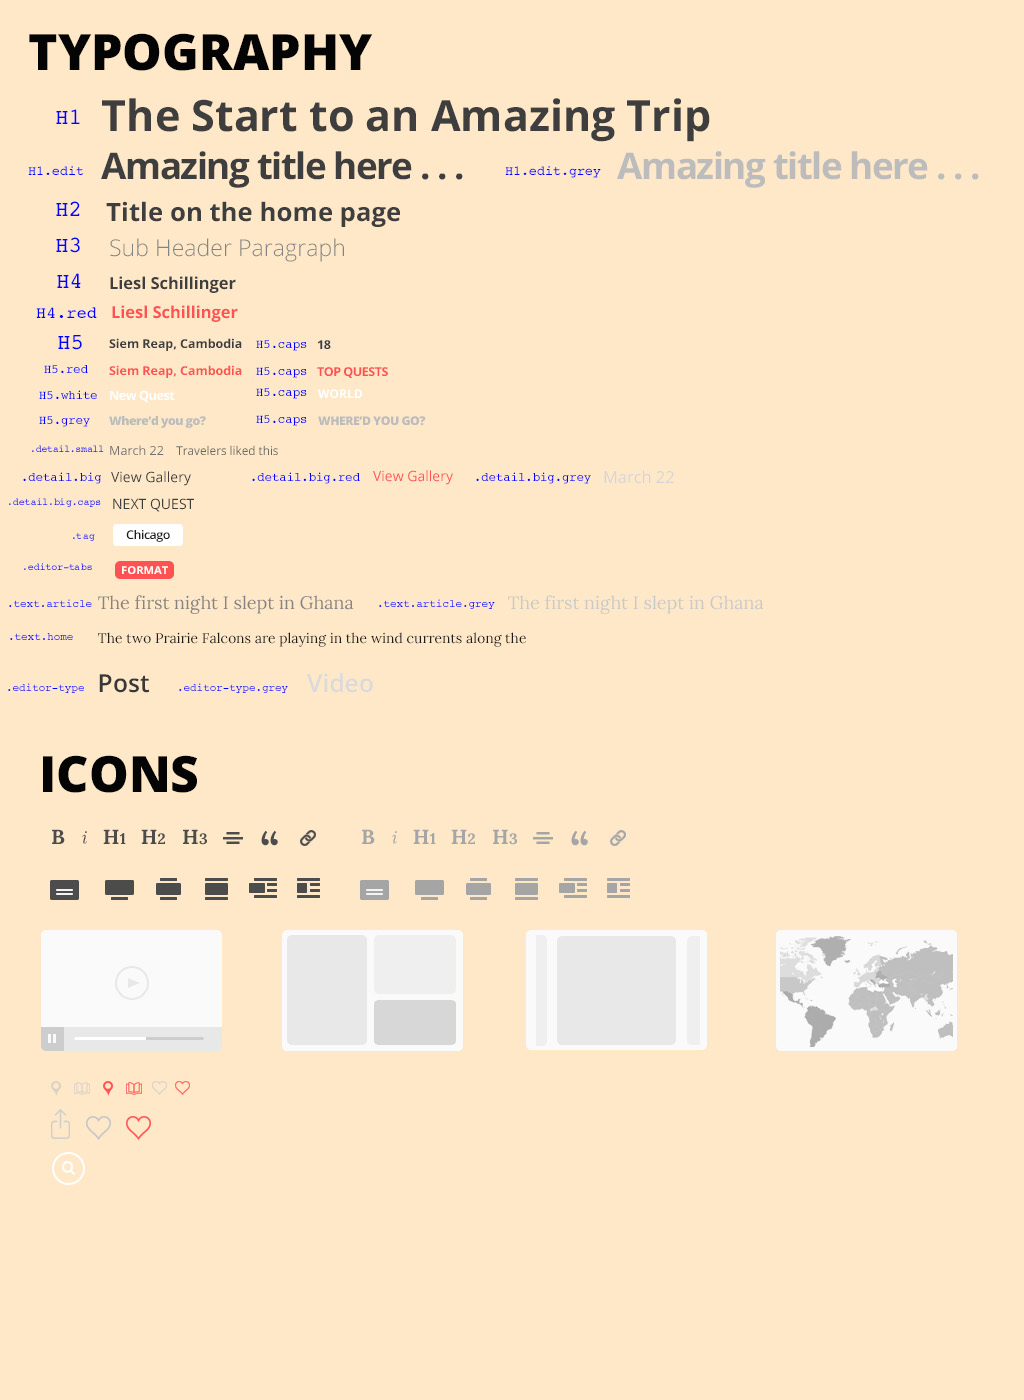 TYPOGRAPHY
H1 The Start to an Amazing Trip
H1.edit Amazing title here . . . H1.edit.grey Amazing title here . . .
H2 Title on the home page
H3 Sub Header Paragraph
H4 Liesl Schillinger
H4.red Liesl Schillinger
H5 Siem Reap, Cambodia H5.caps 18
H5.red Siem Reap, Cambodia H5.caps TOP QUESTS
H5.white New Quest H5.caps WORLD
H5.grey Where'd you go? H5.caps WHERE'D YOU GO?
.detail.small March 22 Travelers liked this
.detail.big View Gallery .detail.big.red View Gallery .detail.big.grey March 22
.detail.big.caps NEXT QUEST
.tag Chicago
.editor-tabs FORMAT
.text.article The first night I slept in Ghana .text.article.grey The first night I slept in Ghana
.text.home The two Prairie Falcons are playing in the wind currents along the
.editor-type Post .editor-type.grey Video
ICONS
B i H1 H2 H3 B i H1 H2 H3